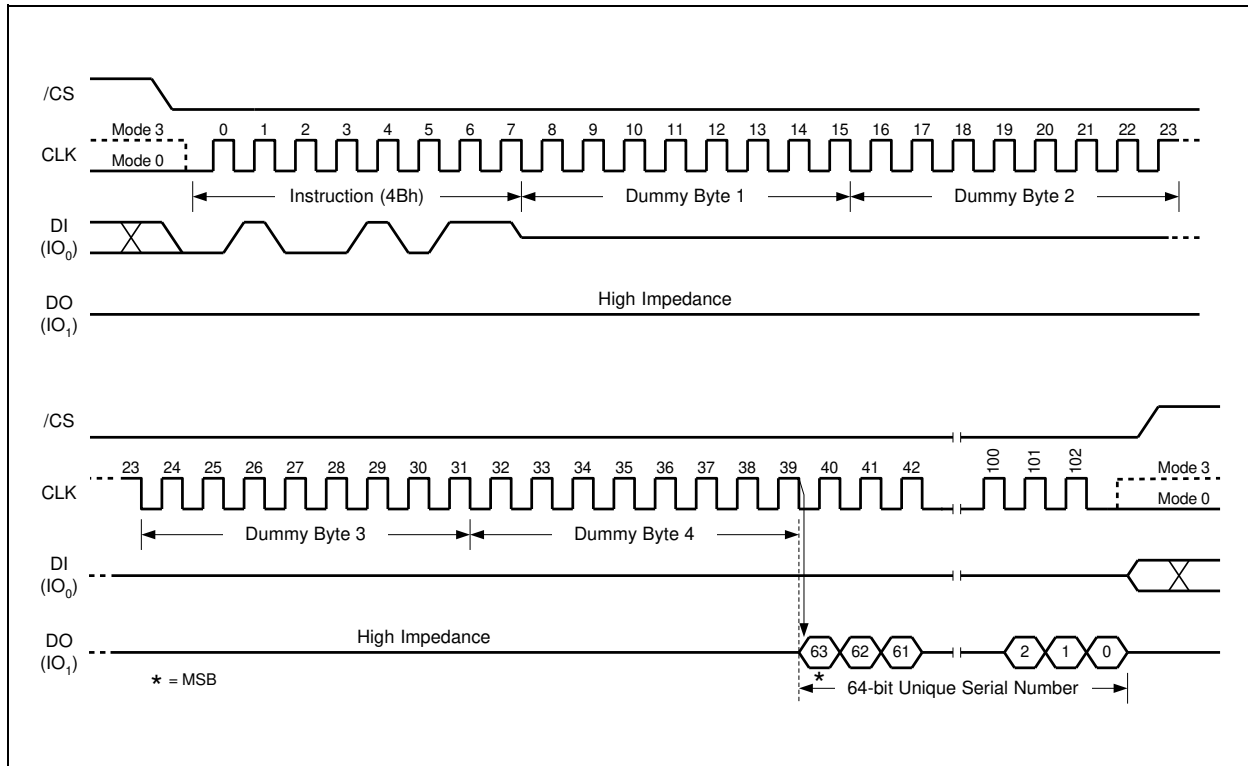 /CS
Mode 3 0 1 2 3 4 5 6 7 8 9 10 11 12 13 14 15 16 17 18 19 20 21 22 23
CLK
Mode 0
Instruction (4Bh) Dummy Byte 1 Dummy Byte 2
DI
(IO0)
High Impedance
DO
(IO1)
/CS
23 24 25 26 27 28 29 30 31 32 33 34 35 36 37 38 39 40 41 42 100 101 102 Mode 3
CLK
Mode 0
Dummy Byte 3 Dummy Byte 4
DI
(IO0)
High Impedance
DO
(IO1)
63 62 61 2 1 0
* = MSB * 64-bit Unique Serial Number